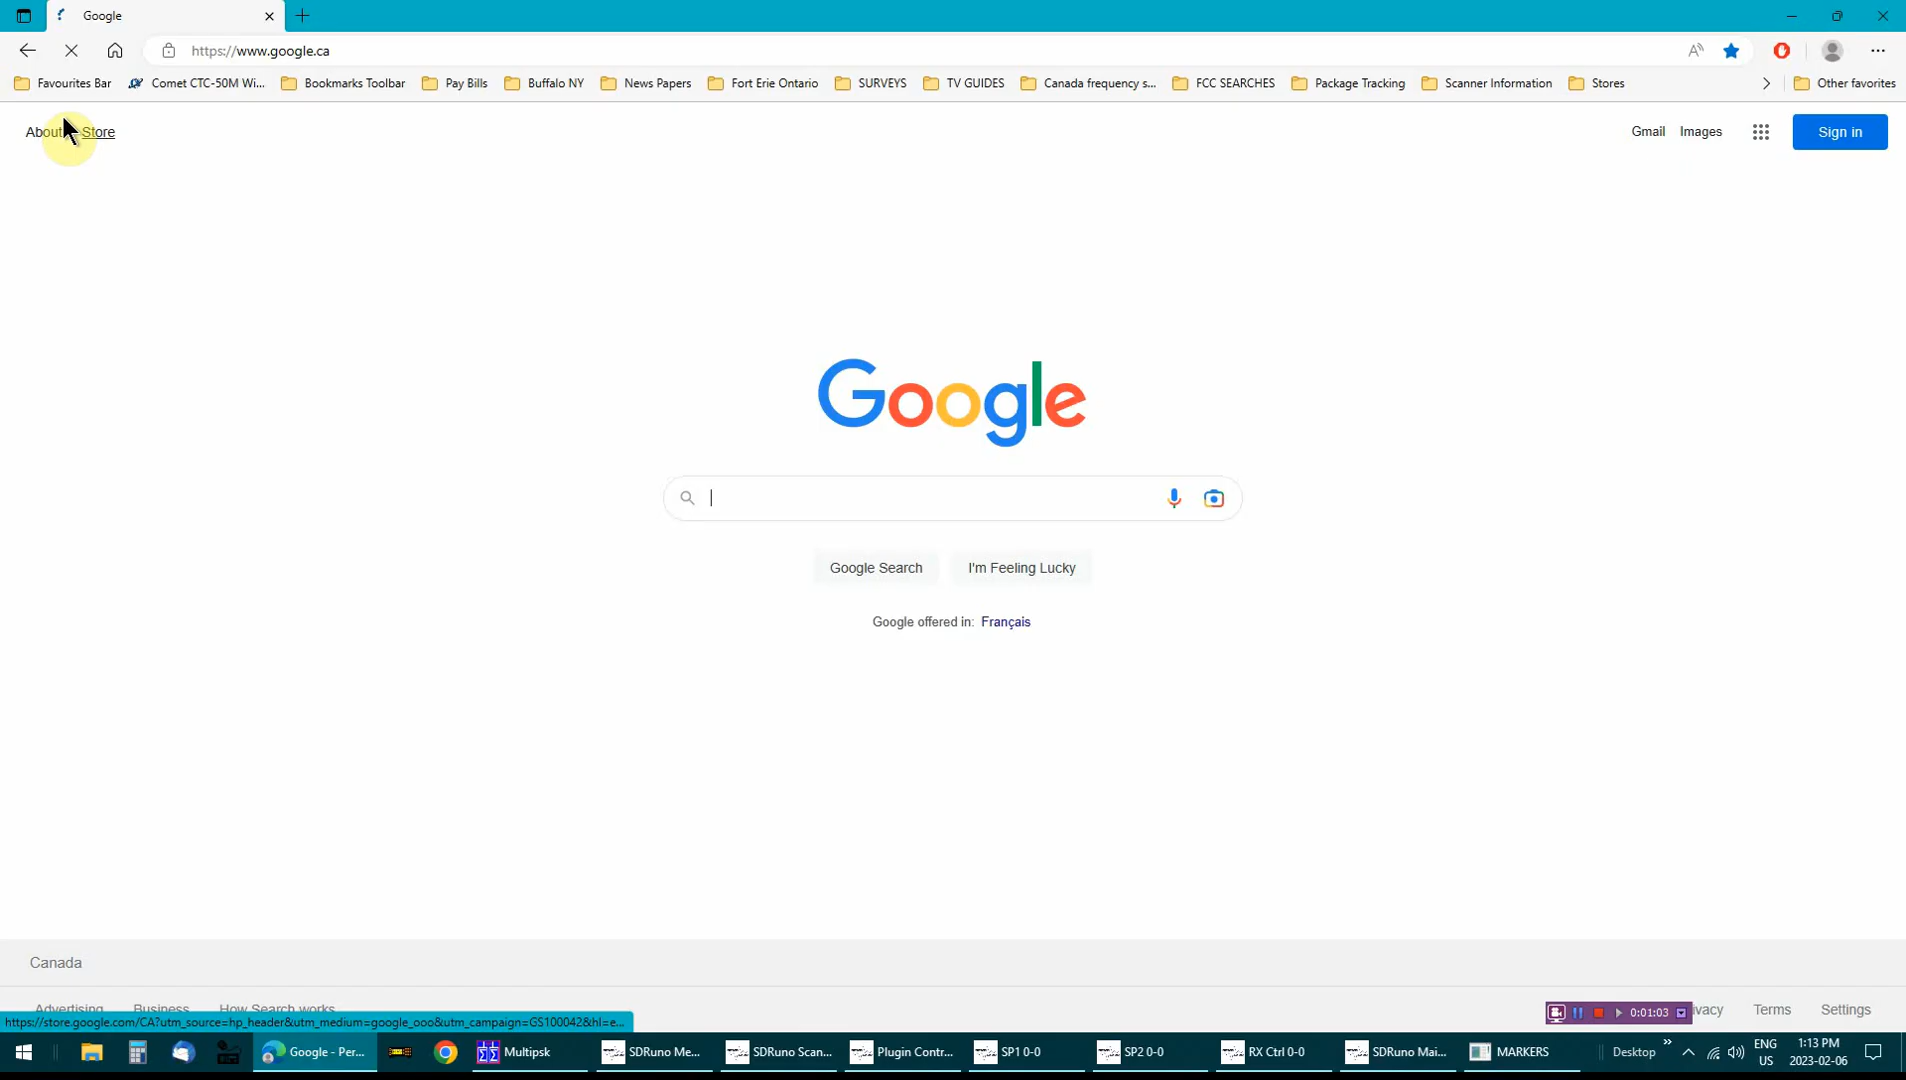 Google
https://www.google.ca
Favourites Bar
Comet CTC-50M Wi...
Bookmarks Toolbar
Pay Bills
Buffalo NY
News Papers
Fort Erie Ontario
SURVEYS
TV GUIDES
Canada frequency s...
FCC SEARCHES
Package Tracking
Scanner Information
Stores
Other favorites
About
Store
Gmail
Images
Sign in
Google
Google Search
I'm Feeling Lucky
Google offered in: Français
Canada
Advertising
Business
How Search works
Terms
Settings
https://store.google.com/CA?utm_source=hp_header&utm_medium=google_ooo&utm_campaign=GS100042&hl=e...
0:01:03
Google - Per...
Multipsk
SDRuno Me...
SDRuno Scan...
Plugin Contr...
SP1 0-0
SP2 0-0
RX Ctrl 0-0
SDRuno Mai...
MARKERS
Desktop
ENG
US
1:13 PM
2023-02-06